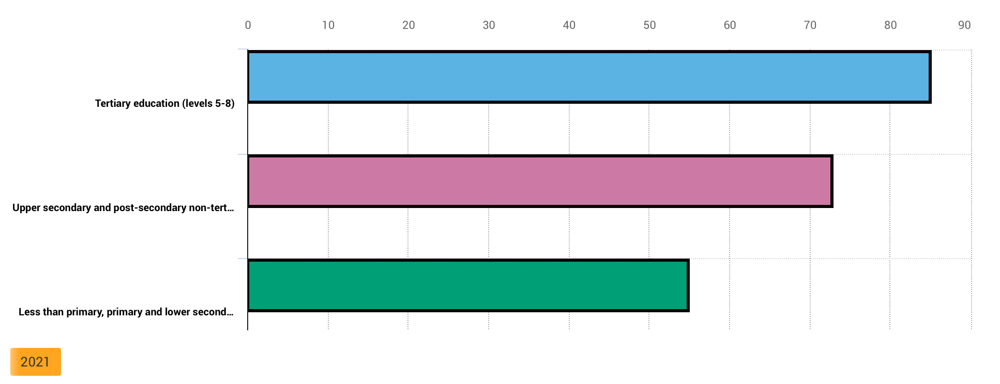 0 10 20 30 40 50 60 70 80 90
Tertiary education (levels 5-8)
Upper secondary and post-secondary non-tert...
Less than primary, primary and lower second...
2021